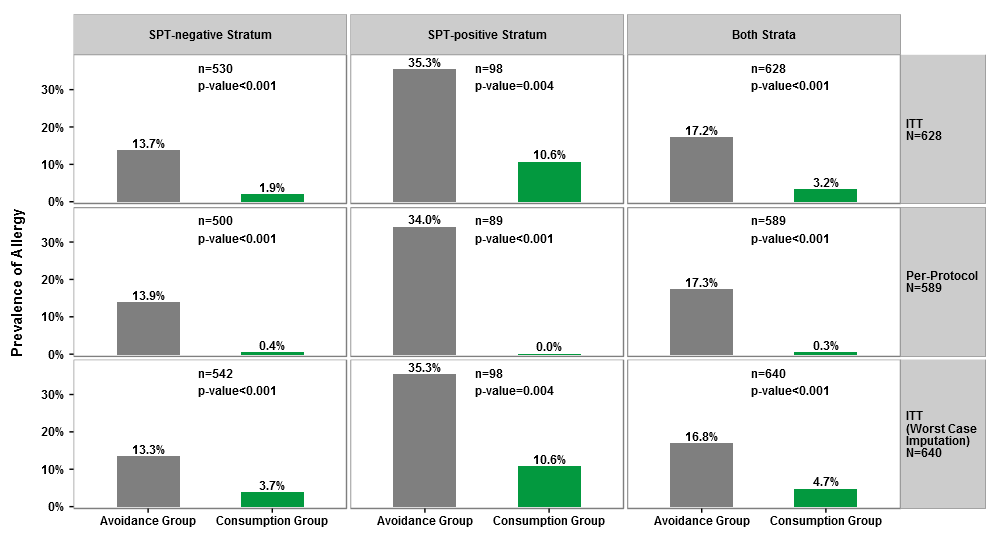 SPT-negative Stratum
SPT-positive Stratum
Both Strata
Prevalence of Allergy
30%
20%
10%
0%
n=530
p-value<0.001
13.7%
1.9%
35.3%
n=98
p-value=0.004
10.6%
n=628
p-value<0.001
17.2%
3.2%
ITT
N=628
30%
20%
10%
0%
n=500
p-value<0.001
13.9%
0.4%
34.0%
n=89
p-value<0.001
0.0%
n=589
p-value<0.001
17.3%
0.3%
Per-Protocol
N=589
30%
20%
10%
0%
n=542
p-value<0.001
13.3%
3.7%
35.3%
n=98
p-value=0.004
10.6%
n=640
p-value<0.001
16.8%
4.7%
ITT
(Worst Case
Imputation)
N=640
Avoidance Group
Consumption Group
Avoidance Group
Consumption Group
Avoidance Group
Consumption Group